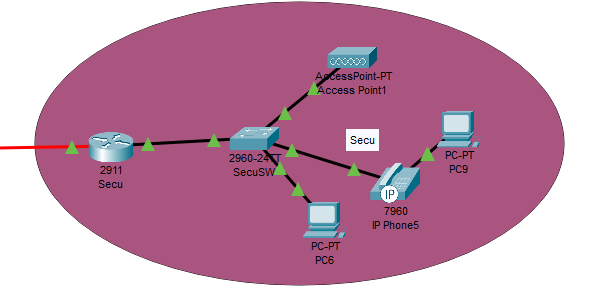 AccessPoint-PT
Access Point1
Secu
2911
Secu
2960-24TT
SecuSW
PC-PT
PC9
IP
7960
IP Phone5
PC-PT
PC6